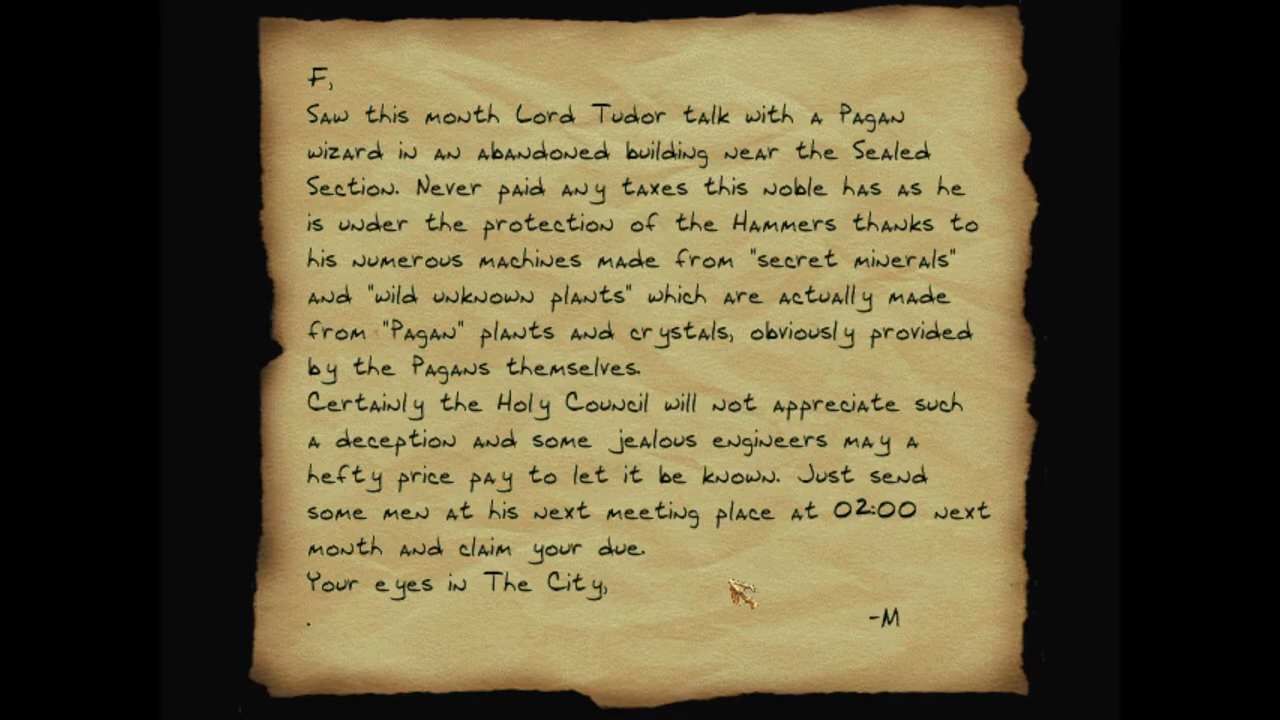 F,
Saw this month Lord Tudor talk with a Pagan
wizard in an abandoned building near the Sealed
Section. Never paid any taxes this noble has as he
is under the protection of the Hammers thanks to
his numerous machines made from "secret minerals"
and "wild unknown plants" which are actually made
from "Pagan" plants and crystals, obviously provided
by the Pagans themselves.
Certainly the Holy Council will not appreciate such
a deception and some jealous engineers may a
hefty price pay to let it be known. Just send
some men at his next meeting place at 02:00 next
month and claim your due.
Your eyes in The City,
. -M